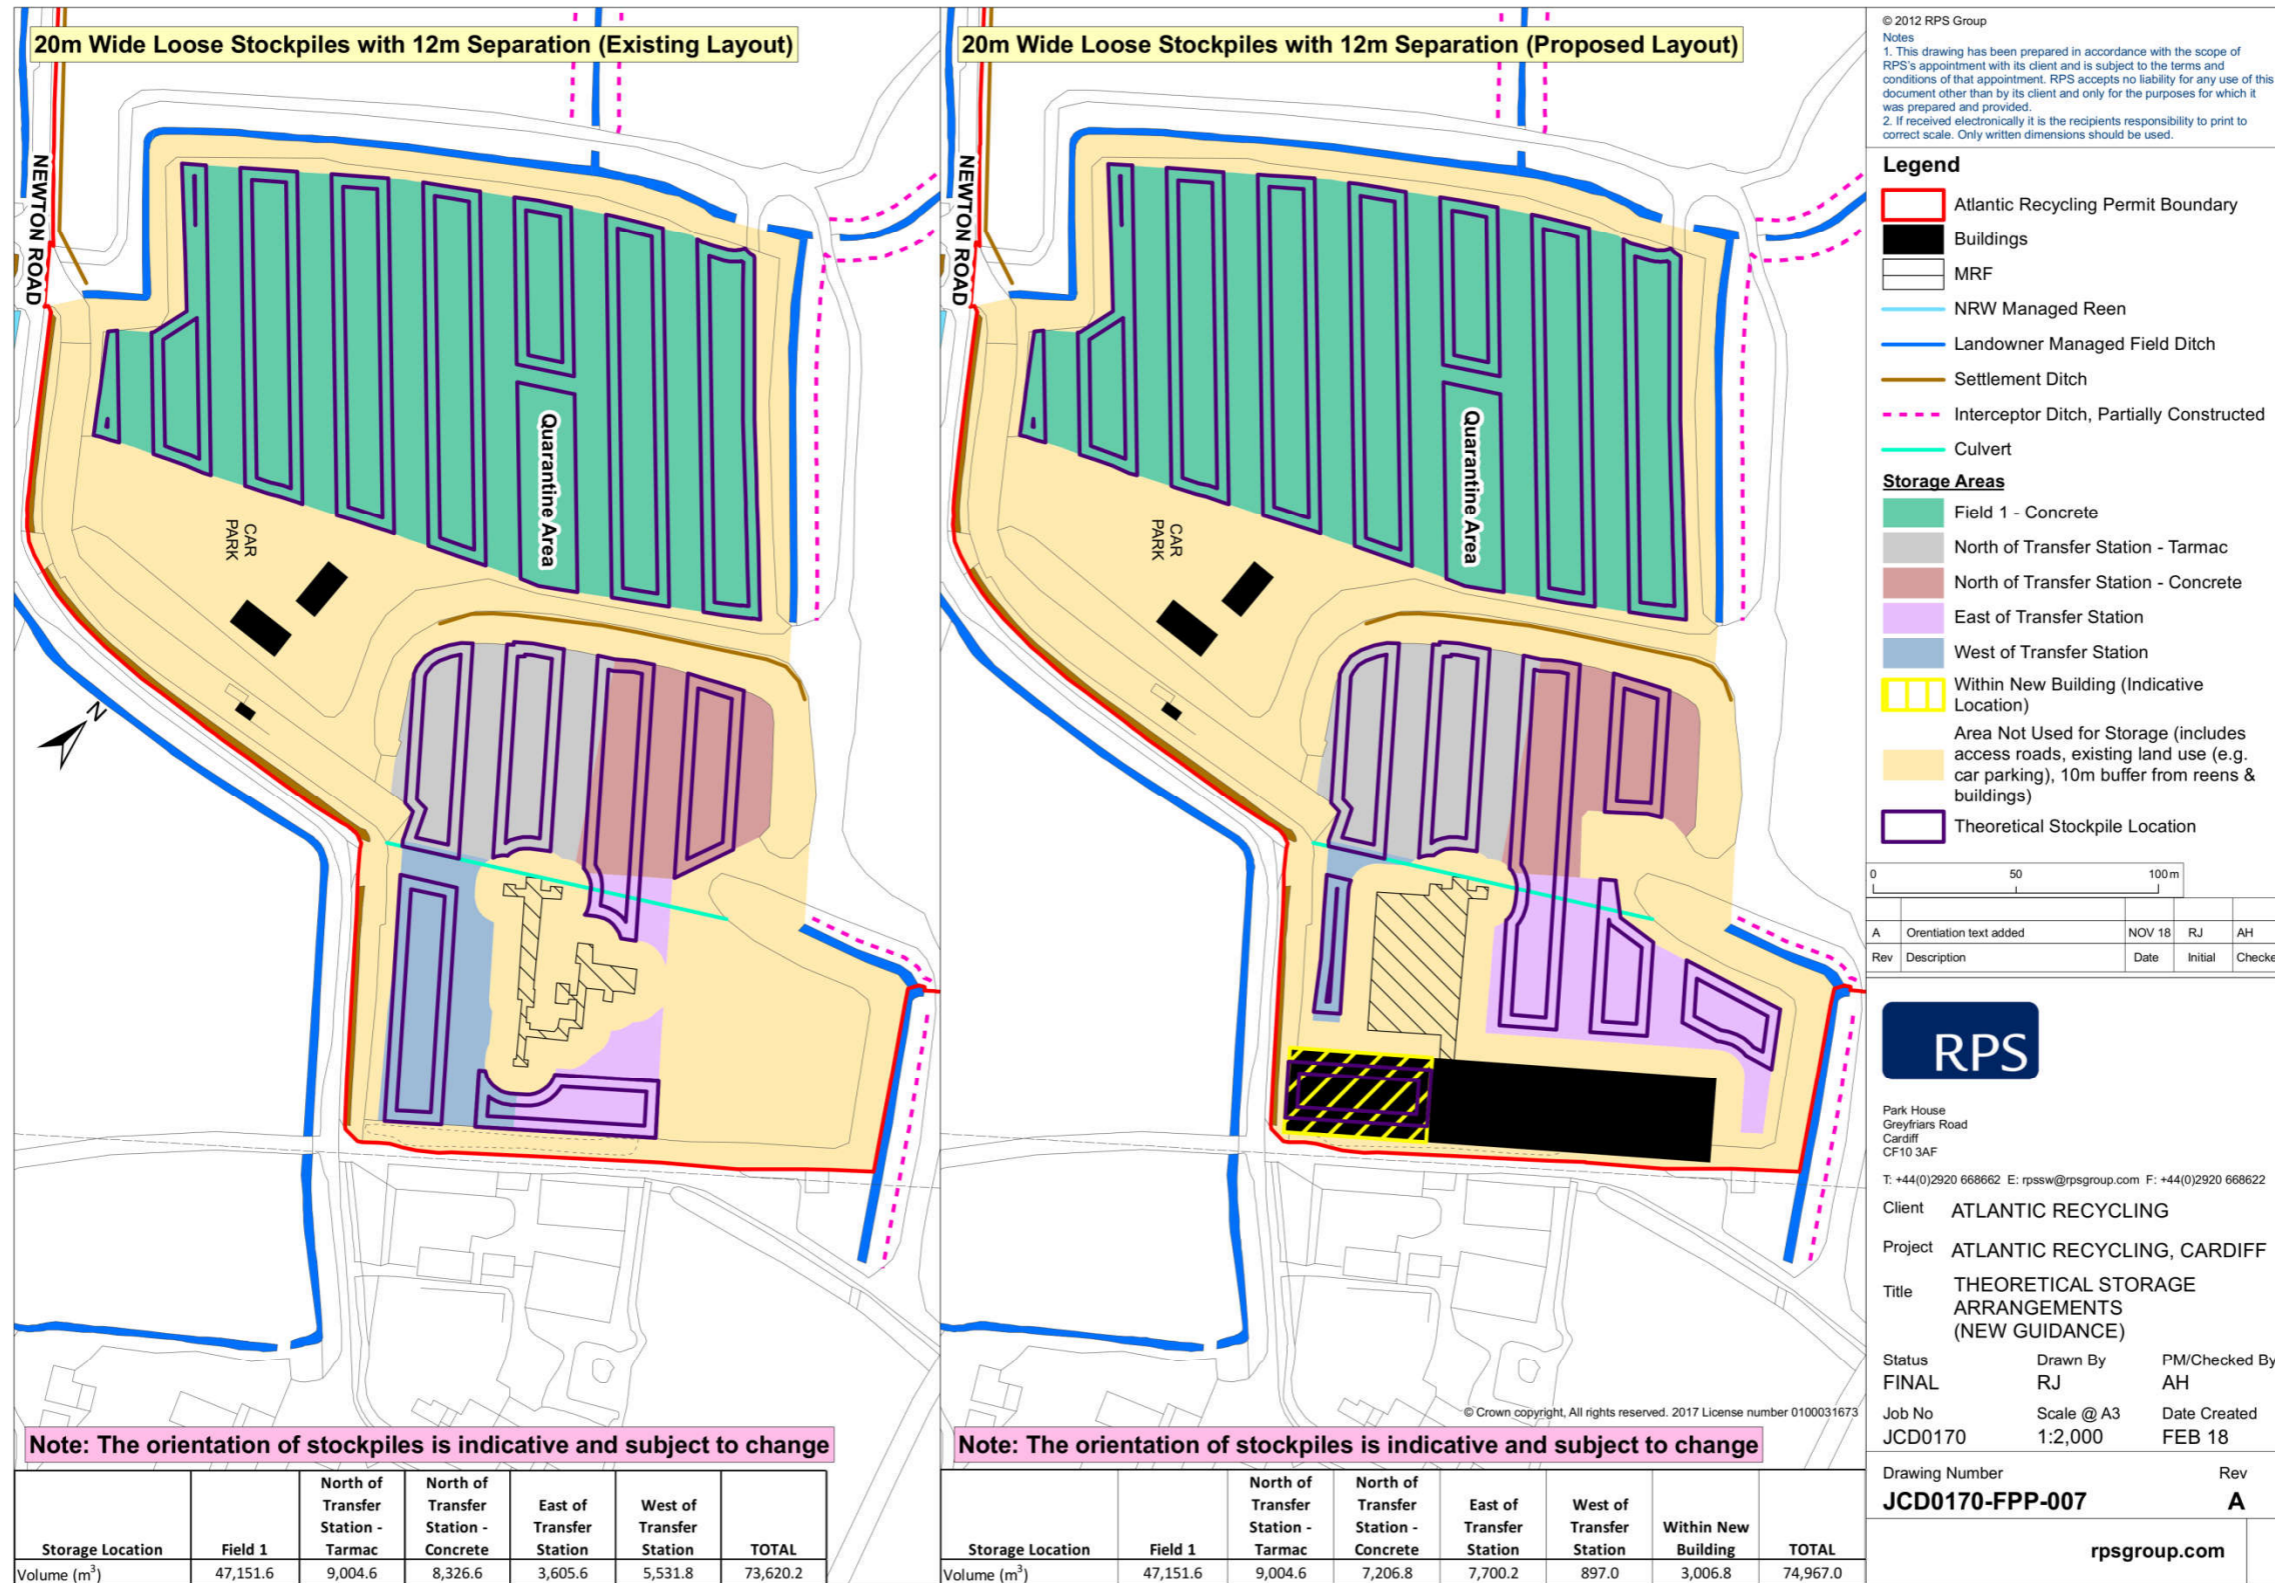 20m Wide Loose Stockpiles with 12m Separation (Existing Layout)
NEWTON ROAD
Quarantine Area
CAR
PARK
N
Note: The orientation of stockpiles is indicative and subject to change
Storage Location | Field 1 | North of Transfer Station - Tarmac | North of Transfer Station - Concrete | East of Transfer Station | West of Transfer Station | TOTAL
Volume (m³) | 47,151.6 | 9,004.6 | 8,326.6 | 3,605.6 | 5,531.8 | 73,620.2
20m Wide Loose Stockpiles with 12m Separation (Proposed Layout)
NEWTON ROAD
Quarantine Area
CAR
PARK
© Crown copyright, All rights reserved. 2017 License number 0100031673
Note: The orientation of stockpiles is indicative and subject to change
Storage Location | Field 1 | North of Transfer Station - Tarmac | North of Transfer Station - Concrete | East of Transfer Station | West of Transfer Station | Within New Building | TOTAL
Volume (m³) | 47,151.6 | 9,004.6 | 7,206.8 | 7,700.2 | 897.0 | 3,006.8 | 74,967.0
© 2012 RPS Group
Notes
1. This drawing has been prepared in accordance with the scope of
RPS's appointment with its client and is subject to the terms and
conditions of that appointment. RPS accepts no liability for any use of this
document other than by its client and only for the purposes for which it
was prepared and provided.
2. If received electronically it is the recipients responsibility to print to
correct scale. Only written dimensions should be used.
Legend
Atlantic Recycling Permit Boundary
Buildings
MRF
NRW Managed Reen
Landowner Managed Field Ditch
Settlement Ditch
Interceptor Ditch, Partially Constructed
Culvert
Storage Areas
Field 1 - Concrete
North of Transfer Station - Tarmac
North of Transfer Station - Concrete
East of Transfer Station
West of Transfer Station
Within New Building (Indicative
Location)
Area Not Used for Storage (includes
access roads, existing land use (e.g.
car parking), 10m buffer from reens &
buildings)
Theoretical Stockpile Location
0 50 100 m
A Orentiation text added NOV 18 RJ AH
Rev Description Date Initial Checke
RPS
Park House
Greyfriars Road
Cardiff
CF10 3AF
T: +44(0)2920 668662 E: rpssw@rpsgroup.com F: +44(0)2920 668622
Client ATLANTIC RECYCLING
Project ATLANTIC RECYCLING, CARDIFF
Title THEORETICAL STORAGE
ARRANGEMENTS
(NEW GUIDANCE)
Status Drawn By PM/Checked By
FINAL RJ AH
Job No Scale @ A3 Date Created
JCD0170 1:2,000 FEB 18
Drawing Number Rev
JCD0170-FPP-007 A
rpsgroup.com